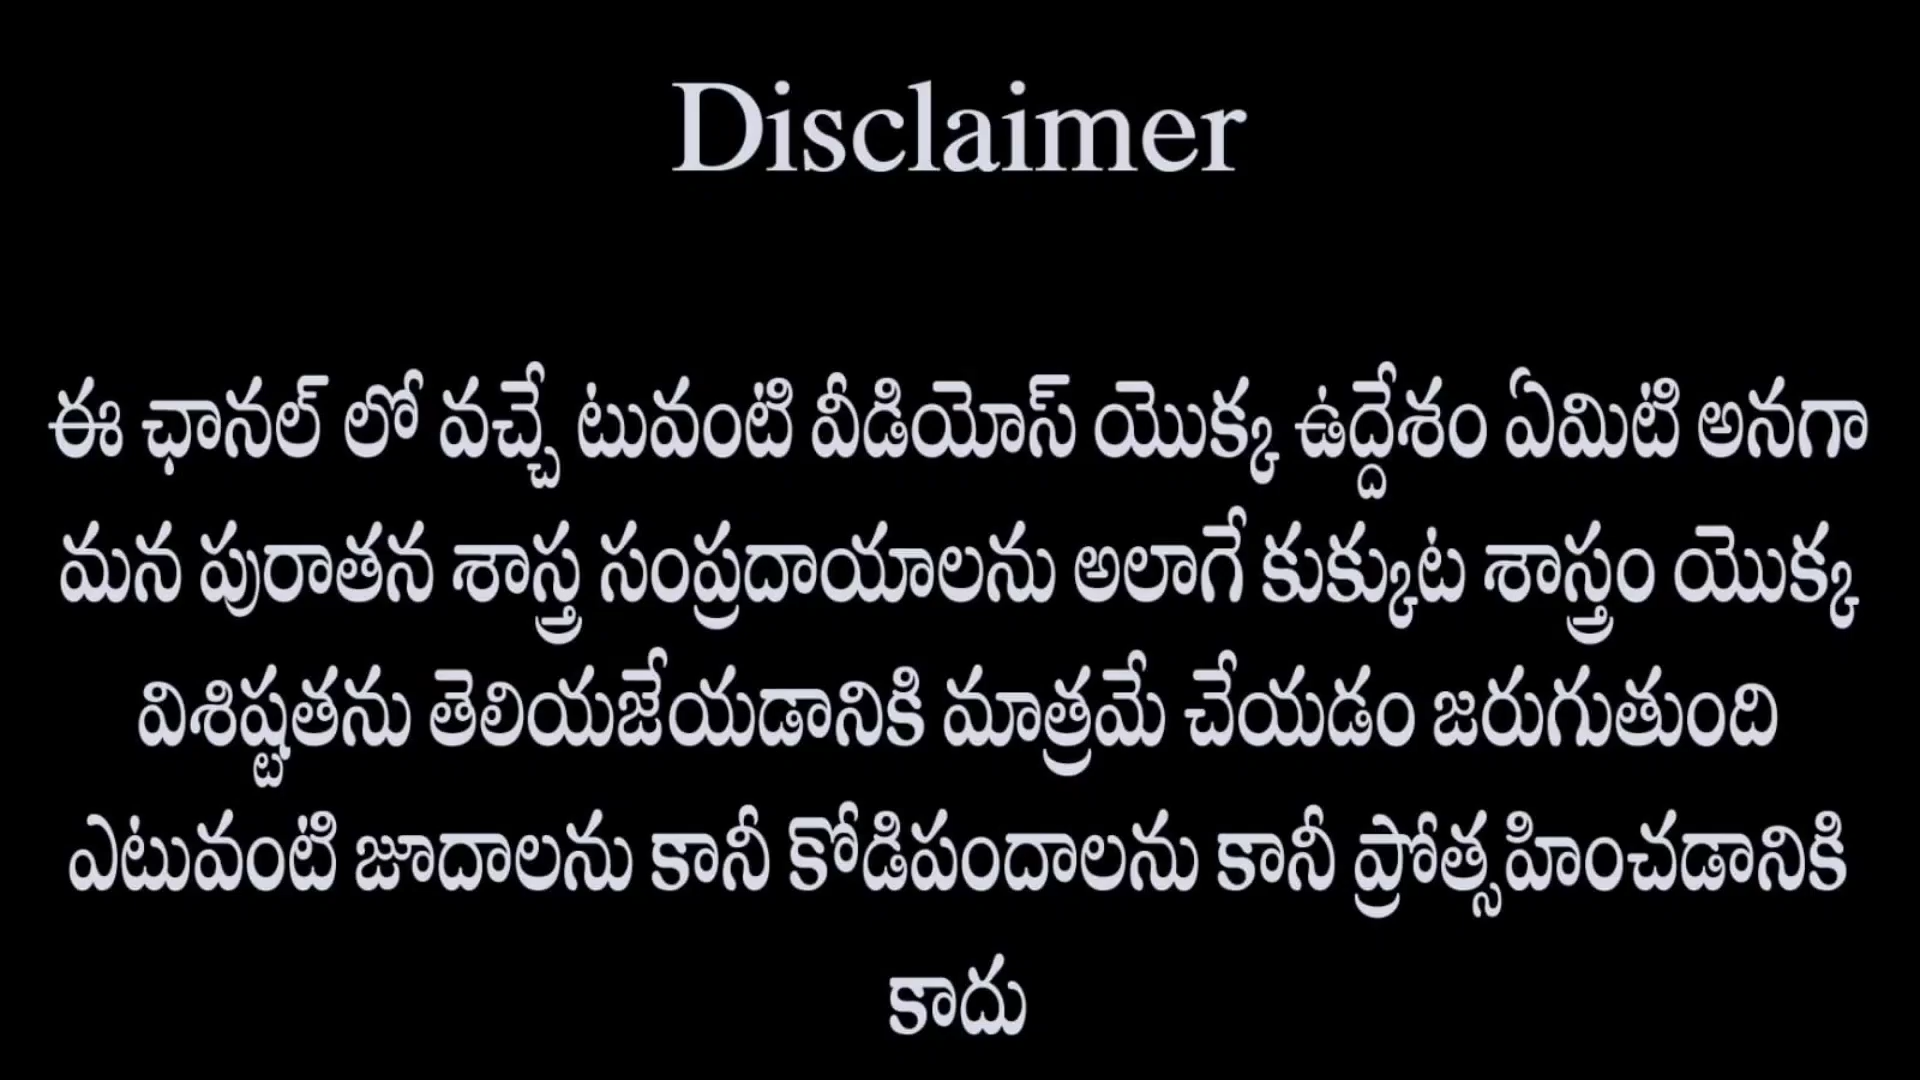 Disclaimer
ఈ ఛానల్ లో వచ్చే టువంటి వీడియోస్ యొక్క ఉద్దేశం ఏమిటి అనగా
మన పురాతన శాస్త్ర సంప్రదాయాలను అలాగే కుక్కుట శాస్త్రం యొక్క
విశిష్టతను తెలియజేయడానికి మాత్రమే చేయడం జరుగుతుంది
ఎటువంటి జూదాలను కానీ కోడిపందాలను కానీ ప్రోత్సహించడానికి
కాదు